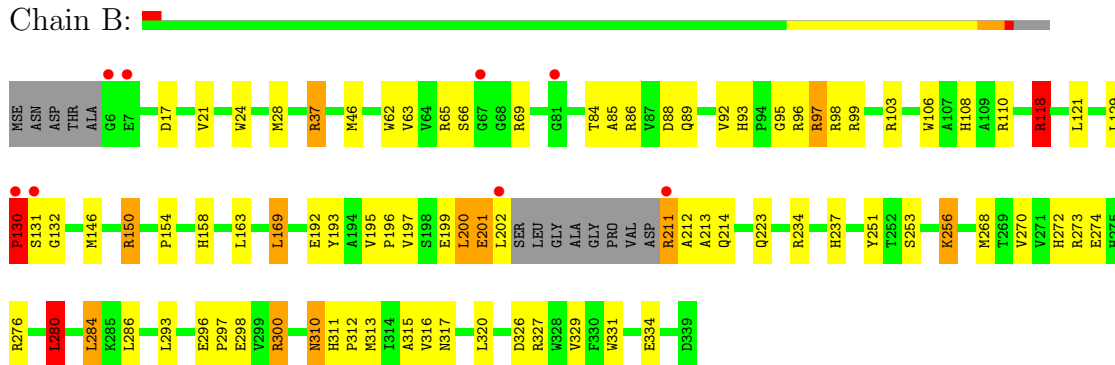 Chain B:
MSE ASN ASP THR ALA G6 E7 D17 V21 W24 M28 R37 M46 W62 V63 V64 R65 S66 G67 G68 R69 G81 T84 A85 R86 V87 D88 Q89 V92 H93 P94 G95 R96 R97 R98 R99 R103 W106 A107 H108 A109 R110 R118 L121 L129
P130 S131 G132 M146 R150 P154 H158 L163 L169 E192 Y193 A194 V195 P196 V197 S198 E199 L200 E201 L202 SER LEU GLY ALA GLY PRO VAL ASP R211 A212 A213 Q214 Q223 R234 H237 Y251 T252 S253 K256 M268 T269 V270 V271 H272 R273 E274 H275
R276 L280 L284 K285 L286 L293 E296 P297 E298 V299 R300 N310 H311 P312 M313 I314 A315 V316 N317 L320 D326 R327 W328 V329 F330 W331 E334 D339